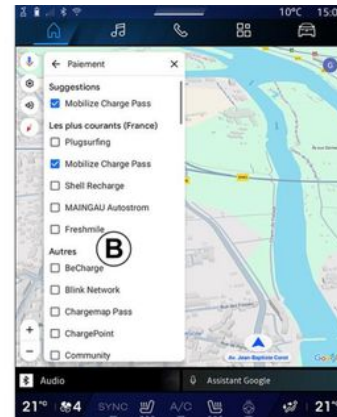 10°C 15:0
G
← Paiement ×
Suggestions
Mobilize Charge Pass
Les plus courants (France)
Plugsurfing
Mobilize Charge Pass
Shell Recharge
MAINGAU Autostrom
Freshmile
B
Autres
BeCharge
Blink Network
Chargemap Pass
ChargePoint
Community
+
−
Av. Jean-Baptiste Corot
Audio
Assistant Google
21°C 4 SYNC A/C 21°